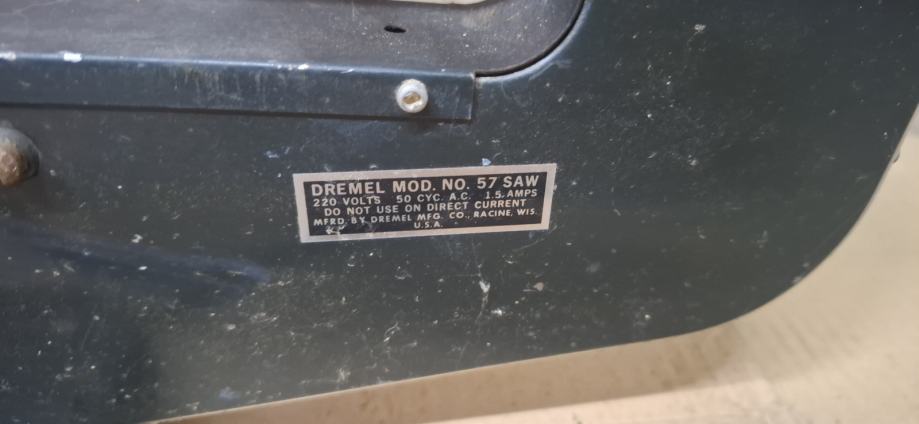 DREMEL MOD. NO. 57 SAW
220 VOLTS 50 CYC. A.C. 1.5 AMPS
DO NOT USE ON DIRECT CURRENT
MFRD. BY DREMEL MFG. CO., RACINE, WIS.
U.S.A.